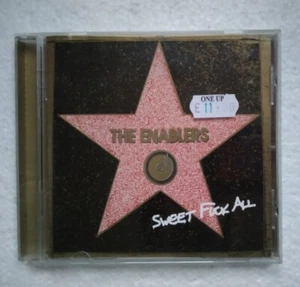 ONE UP
£11
THE ENABLERS
SWEET FUCK ALL